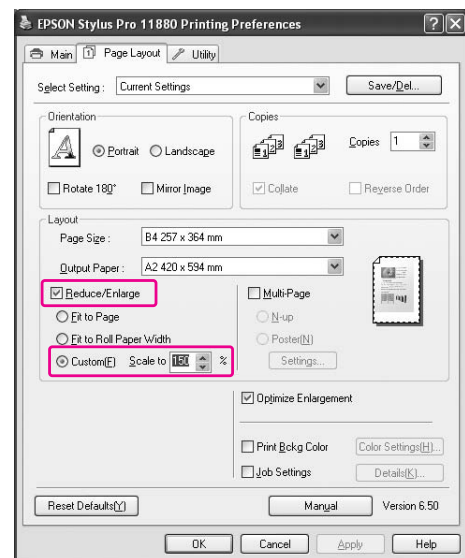 EPSON Stylus Pro 11880 Printing Preferences
Main Page Layout Utility
Select Setting : Current Settings Save/Del...
Orientation
Copies
A Portrait Landscape
Copies 1
Rotate 180° Mirror Image
Collate Reverse Order
Layout
Page Size : B4 257 x 364 mm
Output Paper : A2 420 x 594 mm
Reduce/Enlarge
Multi-Page
Fit to Page
N-up
Fit to Roll Paper Width
Poster(N)
Custom(F) Scale to 150 %
Settings...
Optimize Enlargement
Print Bckg Color Color Settings(H)...
Job Settings Details(K)...
Reset Defaults(Y) Manual Version 6.50
OK Cancel Apply Help